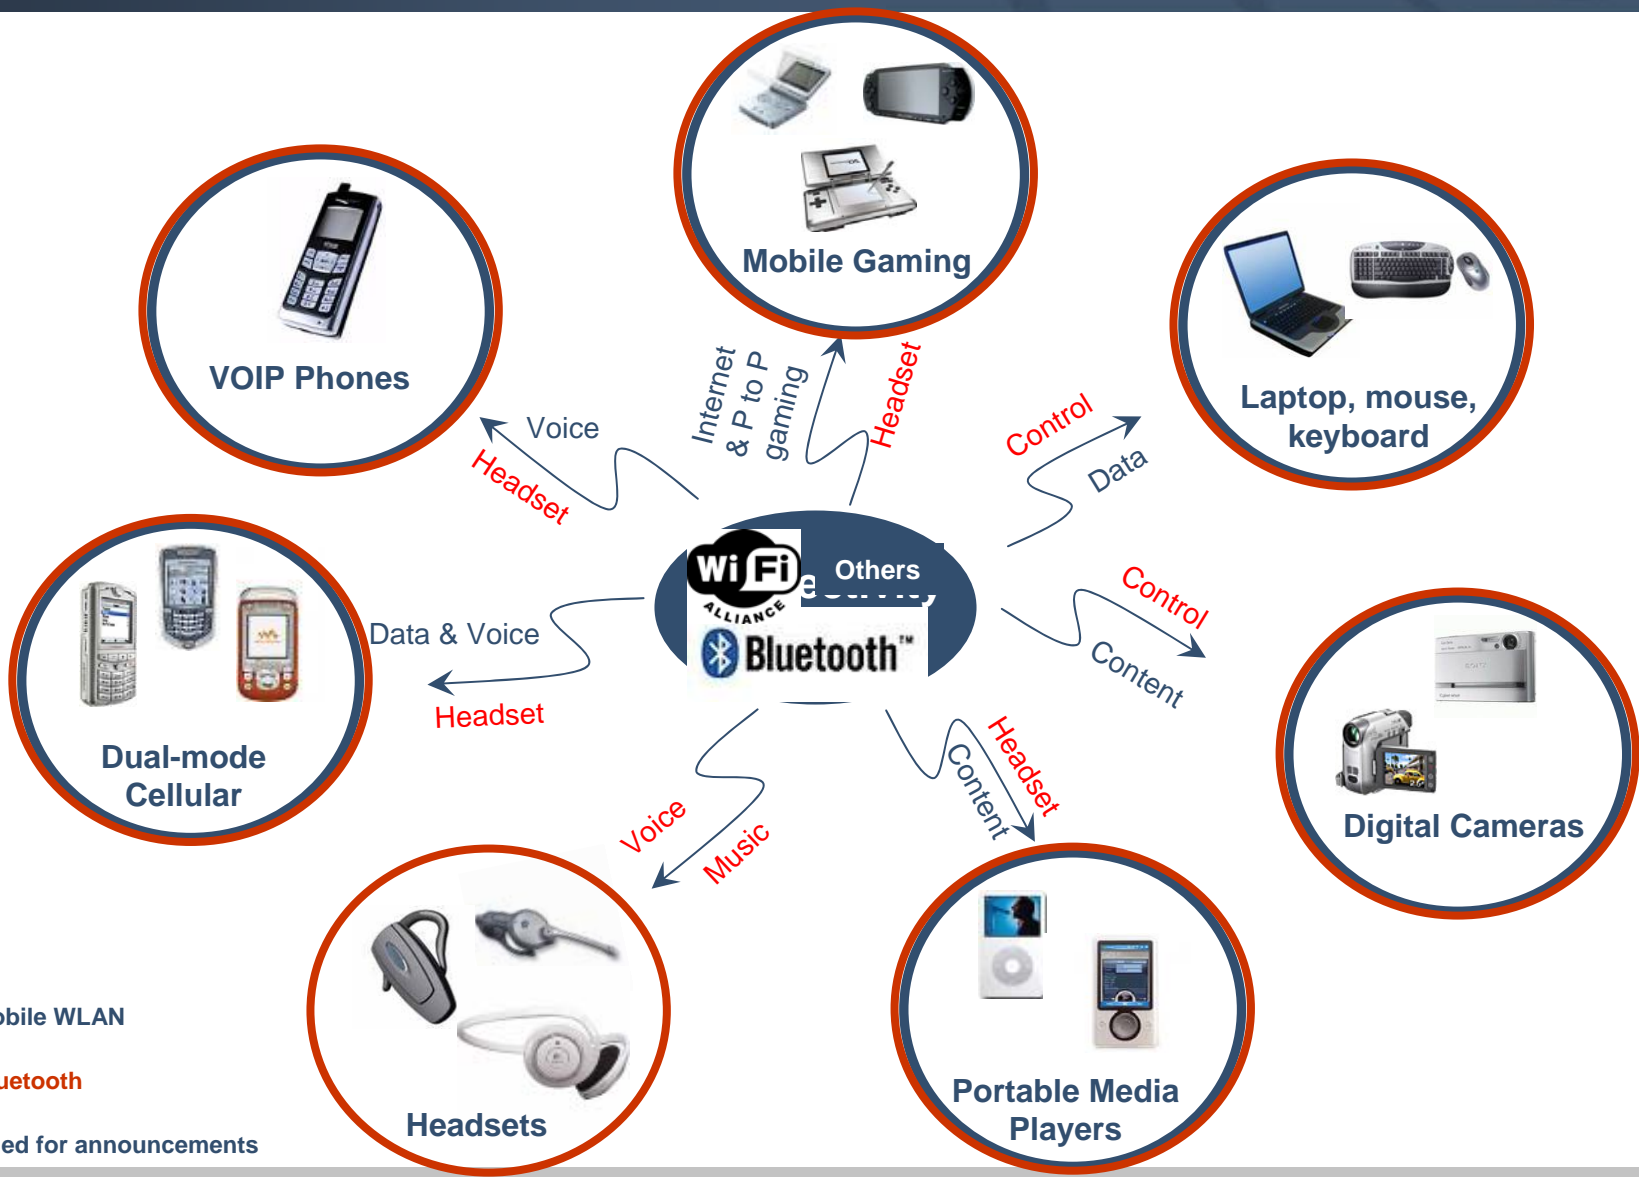 Mobile Gaming
VOIP Phones
Laptop, mouse,
keyboard
Internet
& P to P
gaming
Headset
Voice
Headset
Control
Data
Wi Fi
ALLIANCE
Others
ectivity
Bluetooth™
Data & Voice
Headset
Control
Content
Dual-mode
Cellular
Digital Cameras
Voice
Music
Headset
Content
Headsets
Portable Media
Players
obile WLAN
uetooth
ed for announcements